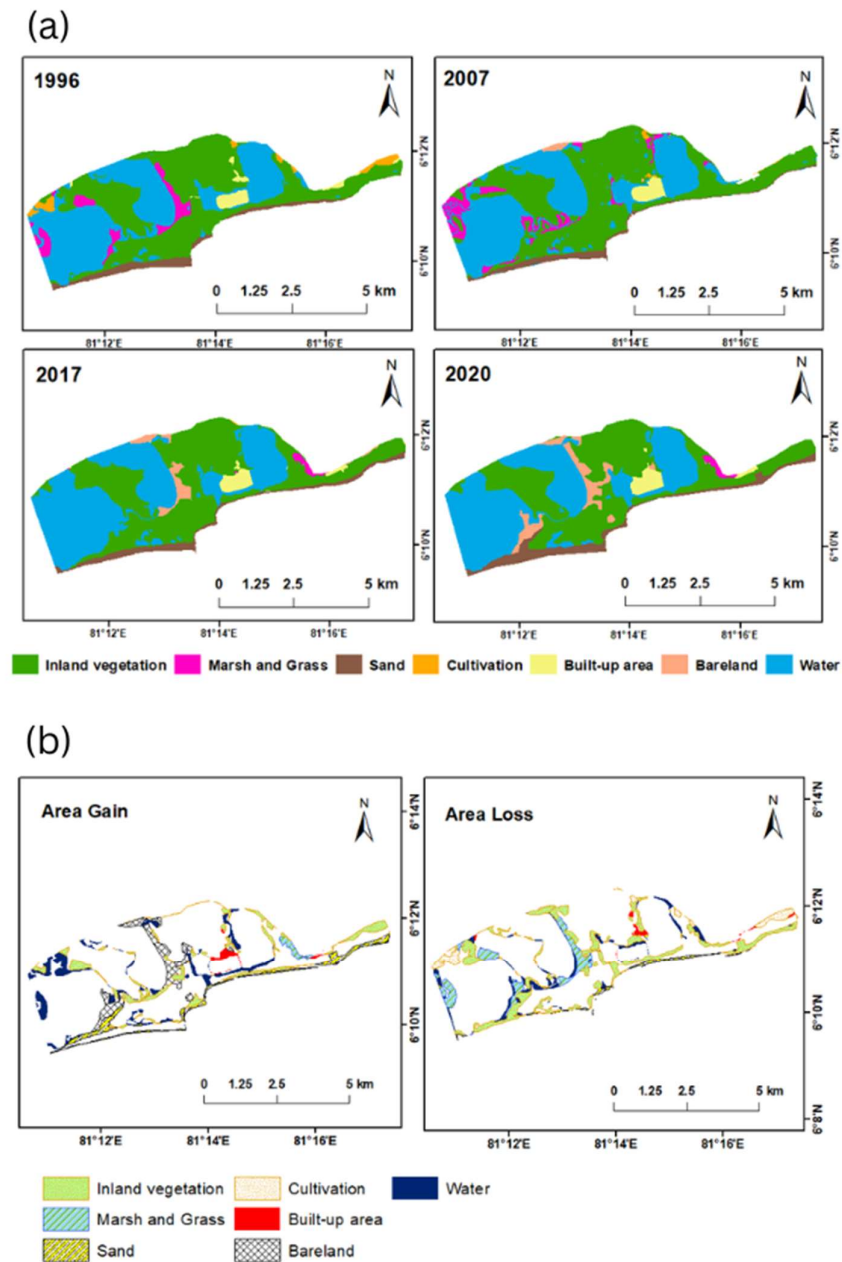 (a)
1996
N
6°12'N
6°10'N
0 1.25 2.5 5 km
81°12'E 81°14'E 81°16'E
2007
N
6°12'N
6°10'N
0 1.25 2.5 5 km
81°12'E 81°14'E 81°16'E
2017
N
6°12'N
6°10'N
0 1.25 2.5 5 km
81°12'E 81°14'E 81°16'E
2020
N
6°12'N
6°10'N
0 1.25 2.5 5 km
81°12'E 81°14'E 81°16'E
Inland vegetation Marsh and Grass Sand Cultivation Built-up area Bareland Water
(b)
Area Gain
N
6°14'N
6°12'N
6°10'N
0 1.25 2.5 5 km
81°12'E 81°14'E 81°16'E
Area Loss
N
6°14'N
6°12'N
6°10'N
6°8'N
0 1.25 2.5 5 km
81°12'E 81°14'E 81°16'E
Inland vegetation Cultivation Water
Marsh and Grass Built-up area
Sand Bareland